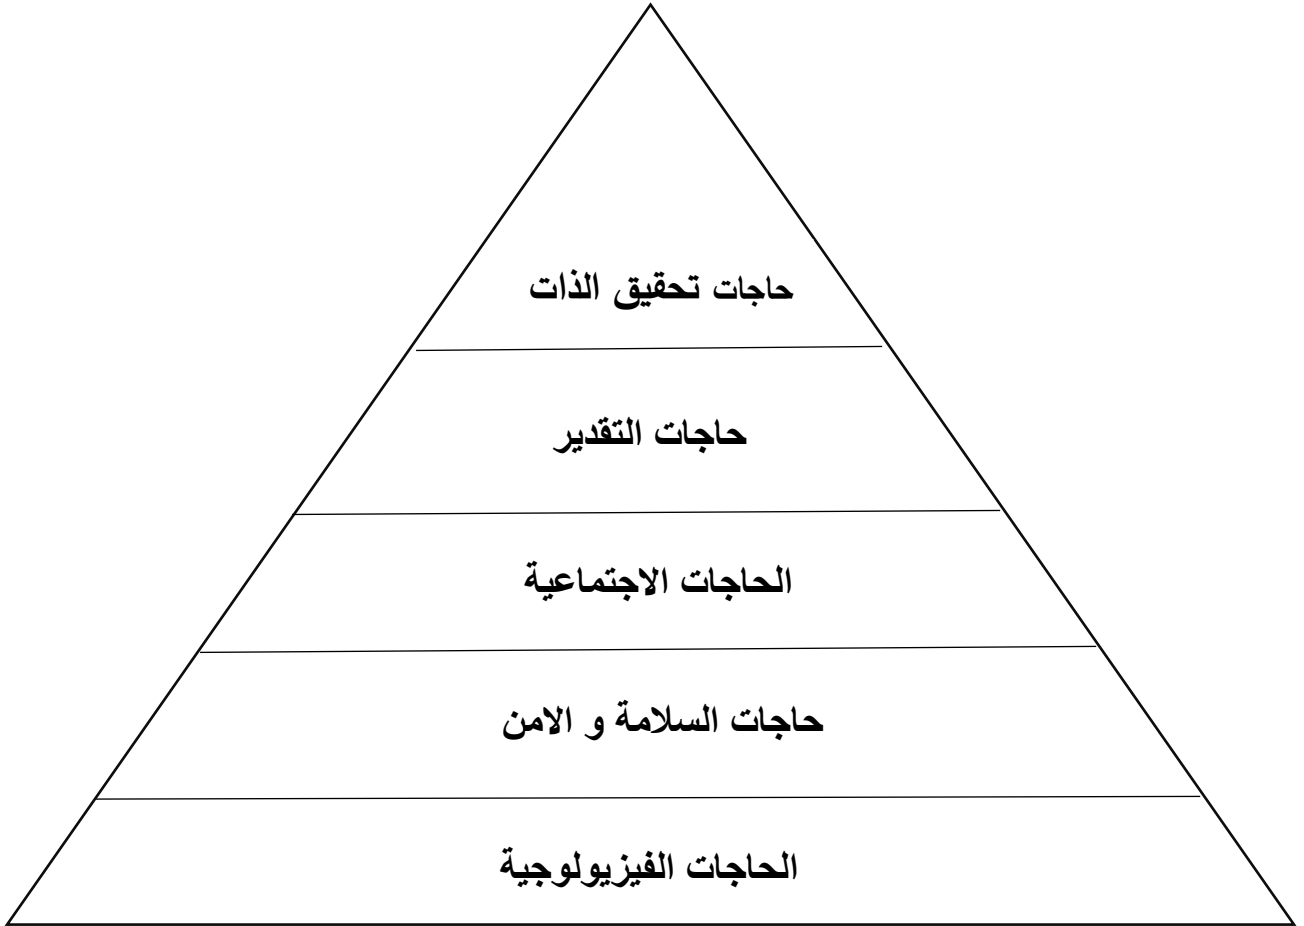 حاجات تحقيق الذات
حاجات التقدير
الحاجات الاجتماعية
حاجات السلامة و الامن
الحاجات الفيزيولوجية